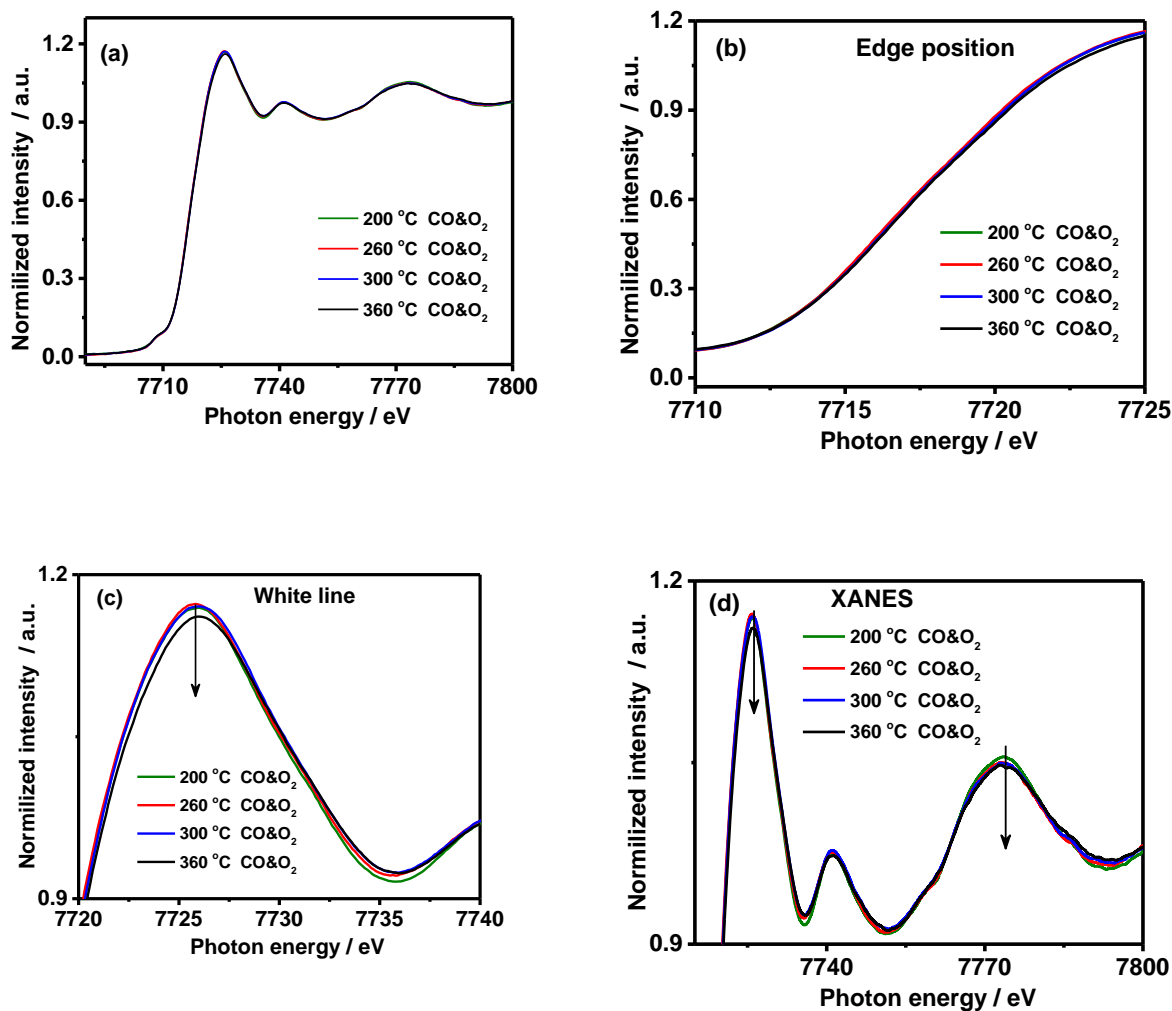 (a)
Normilized intensity / a.u.
1.2
0.9
0.6
0.3
0.0
200 °C CO&O₂
260 °C CO&O₂
300 °C CO&O₂
360 °C CO&O₂
7710 7740 7770 7800
Photon energy / eV
(b) Edge position
Normilized intensity / a.u.
1.2
0.9
0.6
0.3
0.0
200 °C CO&O₂
260 °C CO&O₂
300 °C CO&O₂
360 °C CO&O₂
7710 7715 7720 7725
Photon energy / eV
(c) White line
Normilized intensity / a.u.
1.2
0.9
200 °C CO&O₂
260 °C CO&O₂
300 °C CO&O₂
360 °C CO&O₂
7720 7725 7730 7735 7740
Photon energy / eV
(d) XANES
Normilized intensity / a.u.
1.2
0.9
200 °C CO&O₂
260 °C CO&O₂
300 °C CO&O₂
360 °C CO&O₂
7740 7770 7800
Photon energy / eV